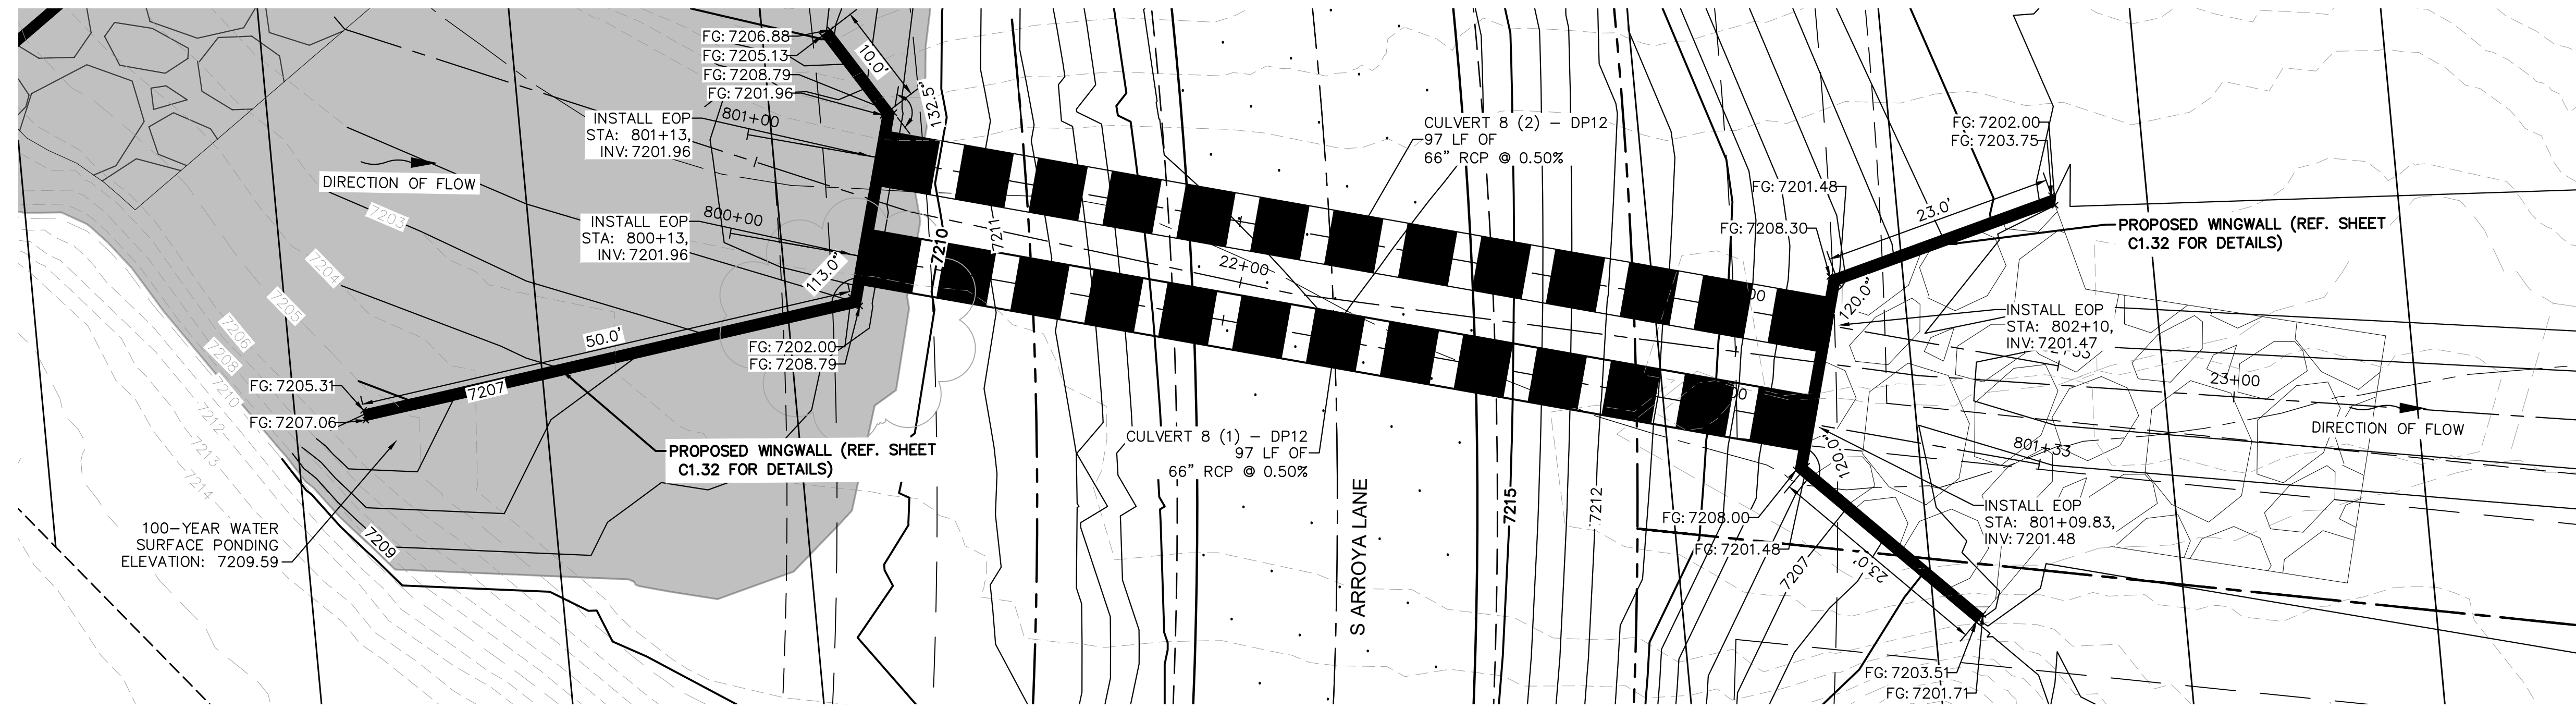 FG: 7206.88
FG: 7205.13
FG: 7208.79
FG: 7201.96
10.0'
132.5°
INSTALL EOP
STA: 801+13,
INV: 7201.96
801+00
DIRECTION OF FLOW
INSTALL EOP
STA: 800+13,
INV: 7201.96
800+00
7203
7204
7205
7206
7208
7210
7212
7213
7214
113.0°
50.0'
7210
7211
22+00
CULVERT 8 (2) – DP12
97 LF OF
66" RCP @ 0.50%
FG: 7202.00
FG: 7208.79
FG: 7205.31
FG: 7207.06
7207
PROPOSED WINGWALL (REF. SHEET
C1.32 FOR DETAILS)
100–YEAR WATER
SURFACE PONDING
ELEVATION: 7209.59
7209
CULVERT 8 (1) – DP12
97 LF OF
66" RCP @ 0.50%
S ARROYA LANE
7215
7212
FG: 7202.00
FG: 7203.75
FG: 7201.48
FG: 7208.30
23.0'
PROPOSED WINGWALL (REF. SHEET
C1.32 FOR DETAILS)
120.0°
INSTALL EOP
STA: 802+10,
INV: 7201.47
23+00
DIRECTION OF FLOW
801+33
120.0°
INSTALL EOP
STA: 801+09.83,
INV: 7201.48
FG: 7208.00
FG: 7201.48
7207
23.0'
FG: 7203.51
FG: 7201.71